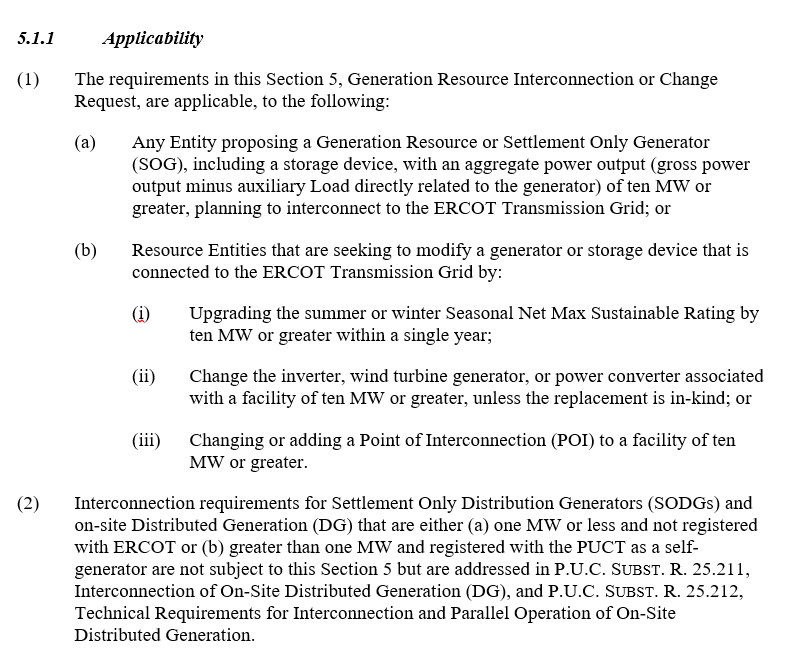 5.1.1 Applicability
(1) The requirements in this Section 5, Generation Resource Interconnection or Change
Request, are applicable, to the following:
(a) Any Entity proposing a Generation Resource or Settlement Only Generator
(SOG), including a storage device, with an aggregate power output (gross power
output minus auxiliary Load directly related to the generator) of ten MW or
greater, planning to interconnect to the ERCOT Transmission Grid; or
(b) Resource Entities that are seeking to modify a generator or storage device that is
connected to the ERCOT Transmission Grid by:
(i) Upgrading the summer or winter Seasonal Net Max Sustainable Rating by
ten MW or greater within a single year;
(ii) Change the inverter, wind turbine generator, or power converter associated
with a facility of ten MW or greater, unless the replacement is in-kind; or
(iii) Changing or adding a Point of Interconnection (POI) to a facility of ten
MW or greater.
(2) Interconnection requirements for Settlement Only Distribution Generators (SODGs) and
on-site Distributed Generation (DG) that are either (a) one MW or less and not registered
with ERCOT or (b) greater than one MW and registered with the PUCT as a self-
generator are not subject to this Section 5 but are addressed in P.U.C. SUBST. R. 25.211,
Interconnection of On-Site Distributed Generation (DG), and P.U.C. SUBST. R. 25.212,
Technical Requirements for Interconnection and Parallel Operation of On-Site
Distributed Generation.